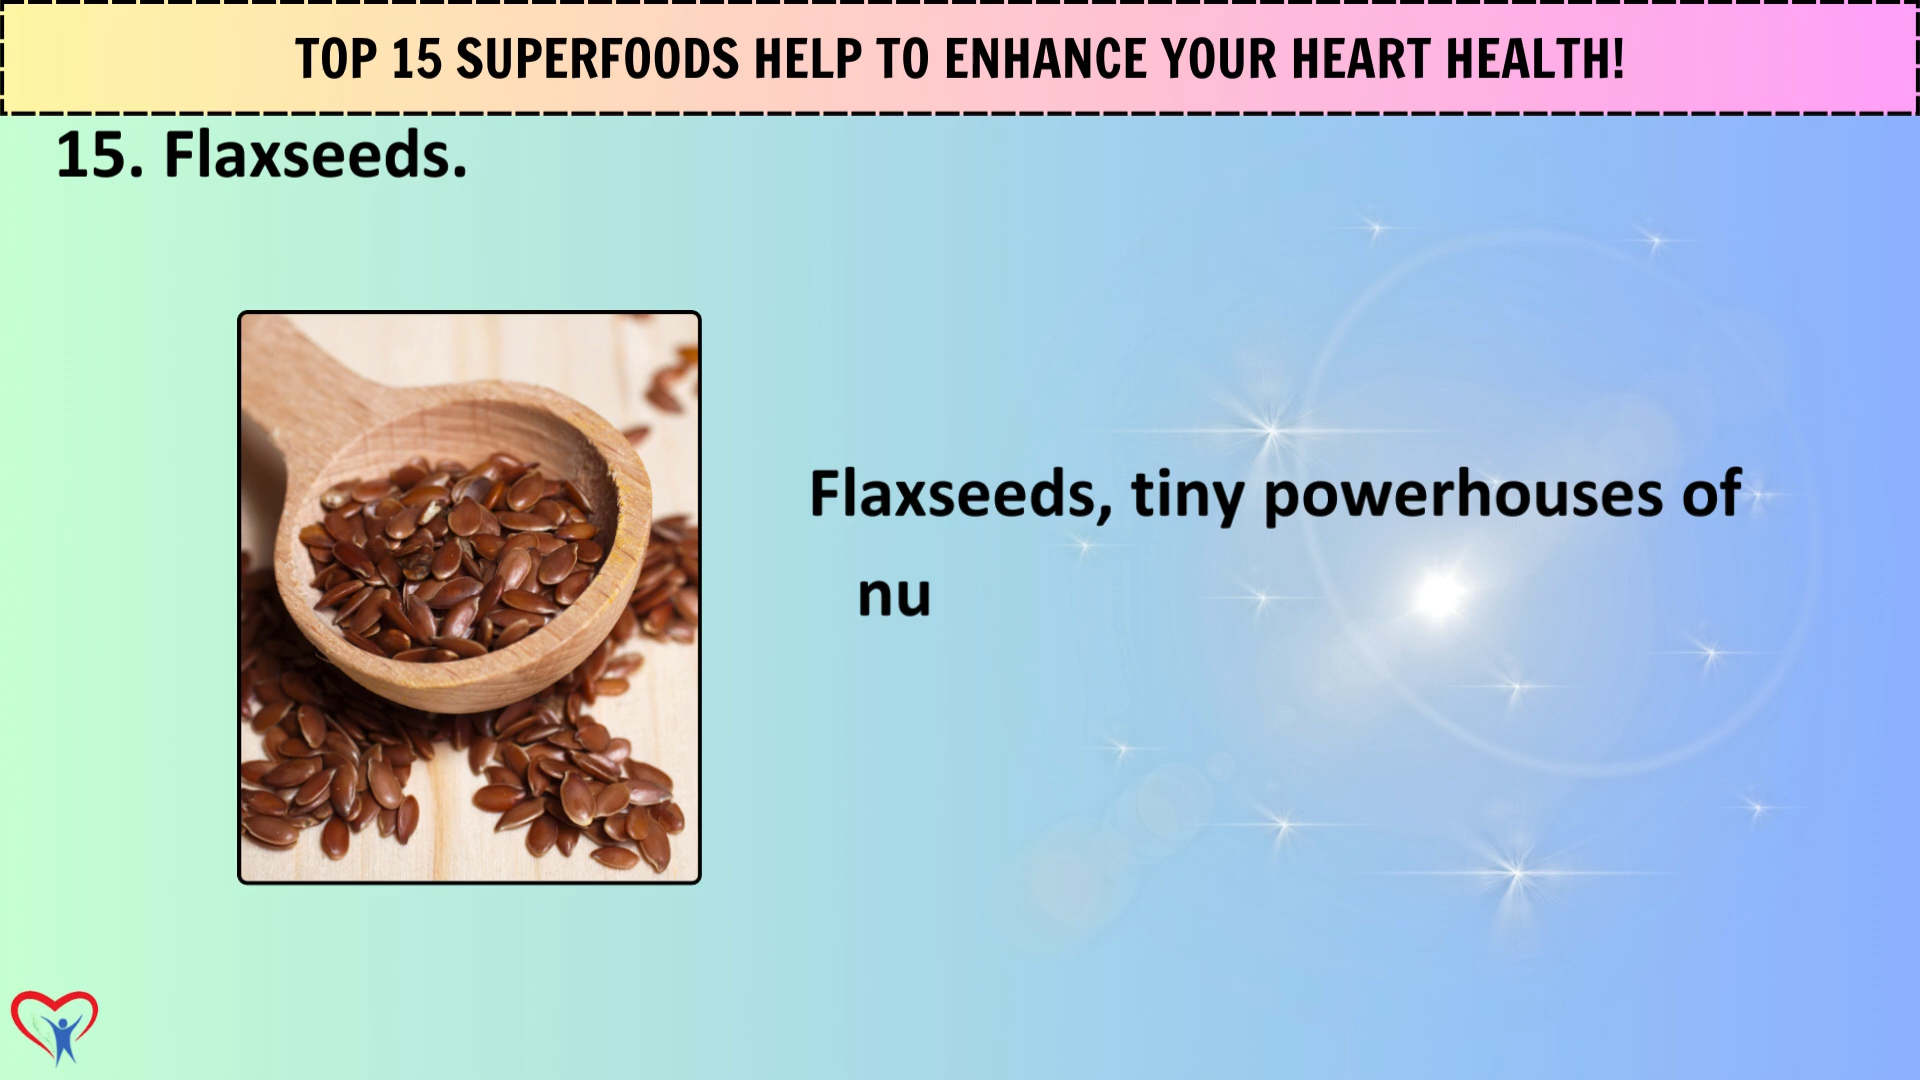 TOP 15 SUPERFOODS HELP TO ENHANCE YOUR HEART HEALTH!
15. Flaxseeds.
Flaxseeds, tiny powerhouses of
nu